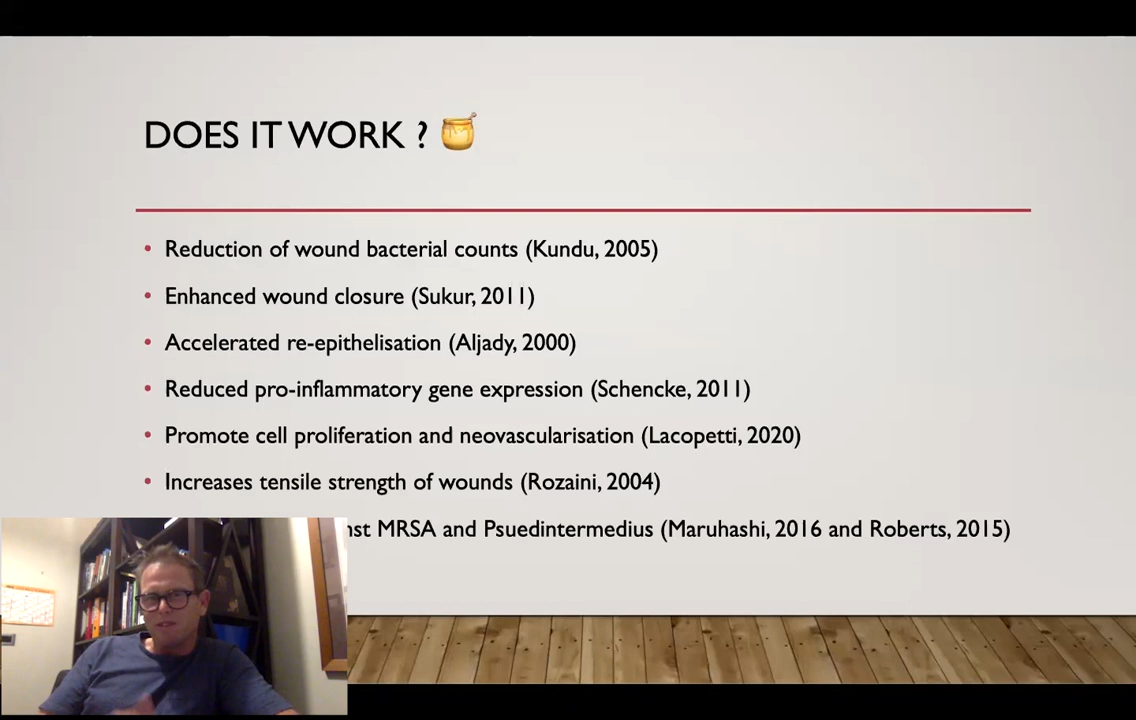 DOES IT WORK ? 🍯
• Reduction of wound bacterial counts (Kundu, 2005)
• Enhanced wound closure (Sukur, 2011)
• Accelerated re-epithelisation (Aljady, 2000)
• Reduced pro-inflammatory gene expression (Schencke, 2011)
• Promote cell proliferation and neovascularisation (Lacopetti, 2020)
• Increases tensile strength of wounds (Rozaini, 2004)
MRSA and Psuedintermedius (Maruhashi, 2016 and Roberts, 2015)